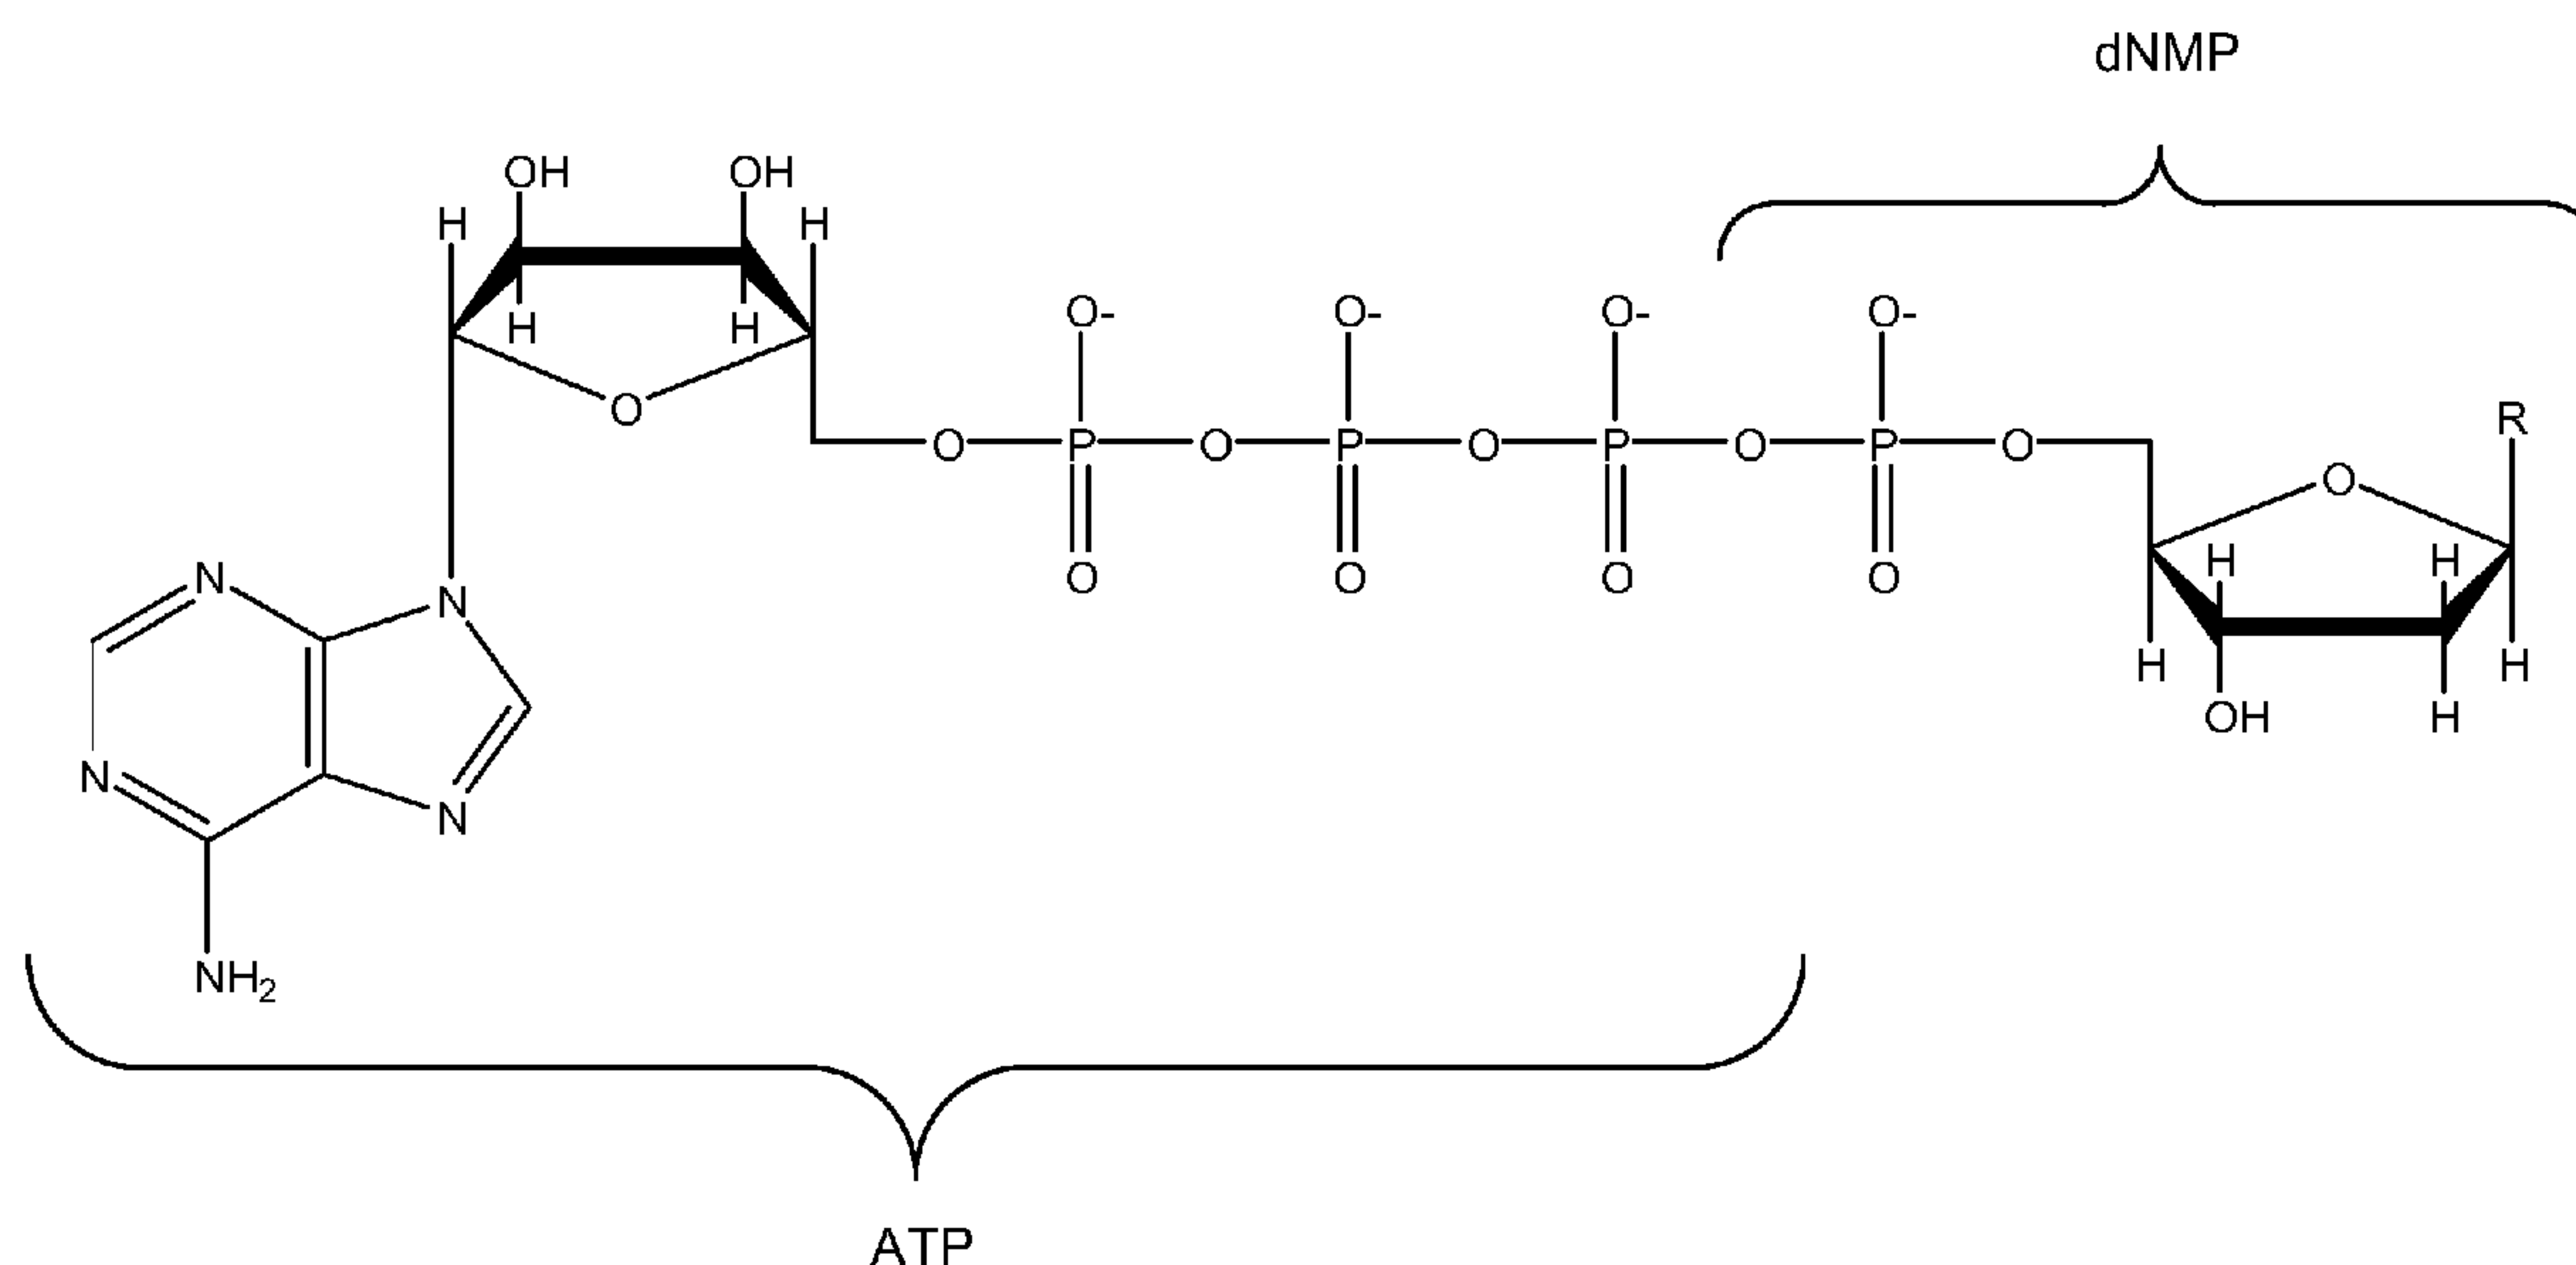 dNMP
OH OH
H H
H H
O- O- O- O-
O
O P O P O P O P O
R
O
O O O O
H H
N N
H H
OH H
N N
NH2
ATP